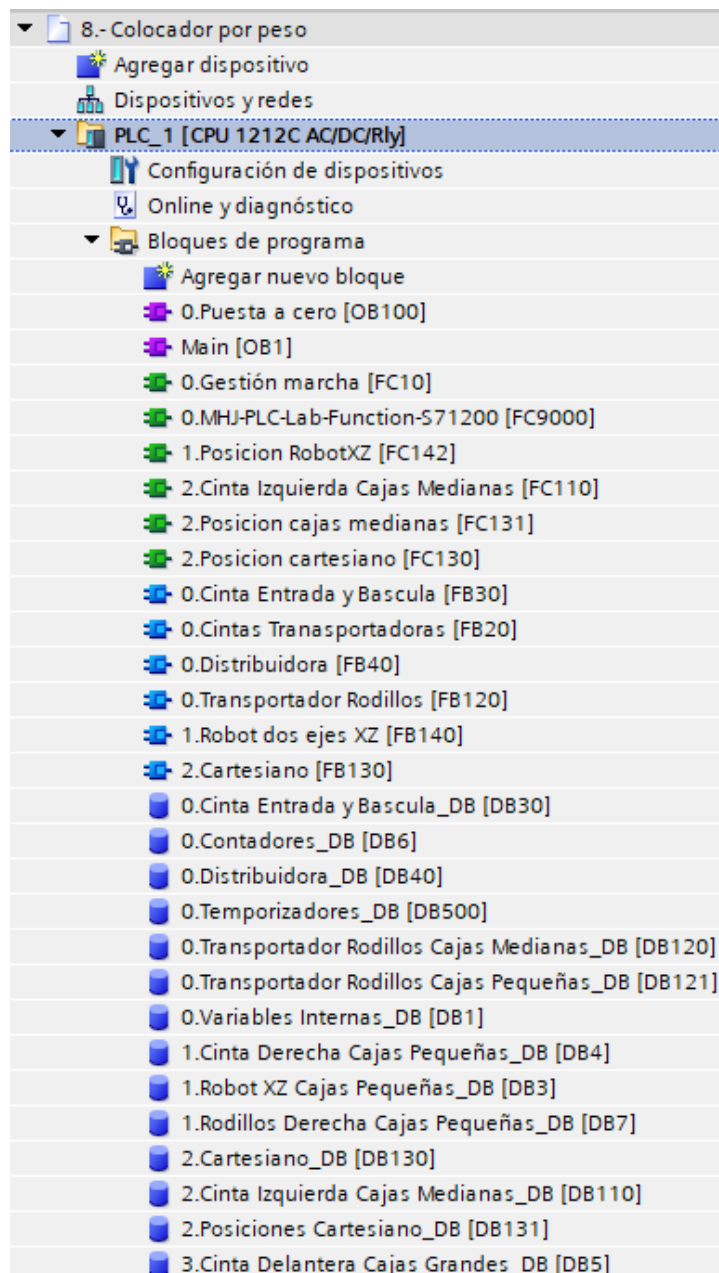 8.- Colocador por peso
Agregar dispositivo
Dispositivos y redes
PLC_1 [CPU 1212C AC/DC/Rly]
Configuración de dispositivos
Online y diagnóstico
Bloques de programa
Agregar nuevo bloque
0.Puesta a cero [OB100]
Main [OB1]
0.Gestión marcha [FC10]
0.MHJ-PLC-Lab-Function-S71200 [FC9000]
1.Posicion RobotXZ [FC142]
2.Cinta Izquierda Cajas Medianas [FC110]
2.Posicion cajas medianas [FC131]
2.Posicion cartesiano [FC130]
0.Cinta Entrada y Bascula [FB30]
0.Cintas Tranasportadoras [FB20]
0.Distribuidora [FB40]
0.Transportador Rodillos [FB120]
1.Robot dos ejes XZ [FB140]
2.Cartesiano [FB130]
0.Cinta Entrada y Bascula_DB [DB30]
0.Contadores_DB [DB6]
0.Distribuidora_DB [DB40]
0.Temporizadores_DB [DB500]
0.Transportador Rodillos Cajas Medianas_DB [DB120]
0.Transportador Rodillos Cajas Pequeñas_DB [DB121]
0.Variables Internas_DB [DB1]
1.Cinta Derecha Cajas Pequeñas_DB [DB4]
1.Robot XZ Cajas Pequeñas_DB [DB3]
1.Rodillos Derecha Cajas Pequeñas_DB [DB7]
2.Cartesiano_DB [DB130]
2.Cinta Izquierda Cajas Medianas_DB [DB110]
2.Posiciones Cartesiano_DB [DB131]
3.Cinta Delantera Cajas Grandes_DB [DB5]